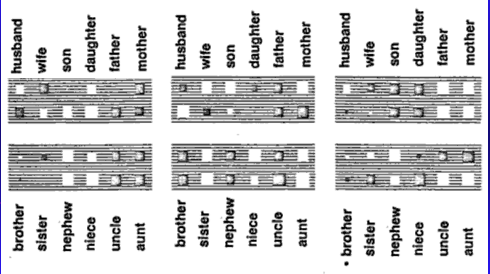 husband
wife
son
daughter
father
mother
husband
wife
son
daughter
father
mother
husband
wife
son
daughter
father
mother
brother
sister
nephew
niece
uncle
aunt
brother
sister
nephew
niece
uncle
aunt
• brother
sister
nephew
niece
uncle
aunt